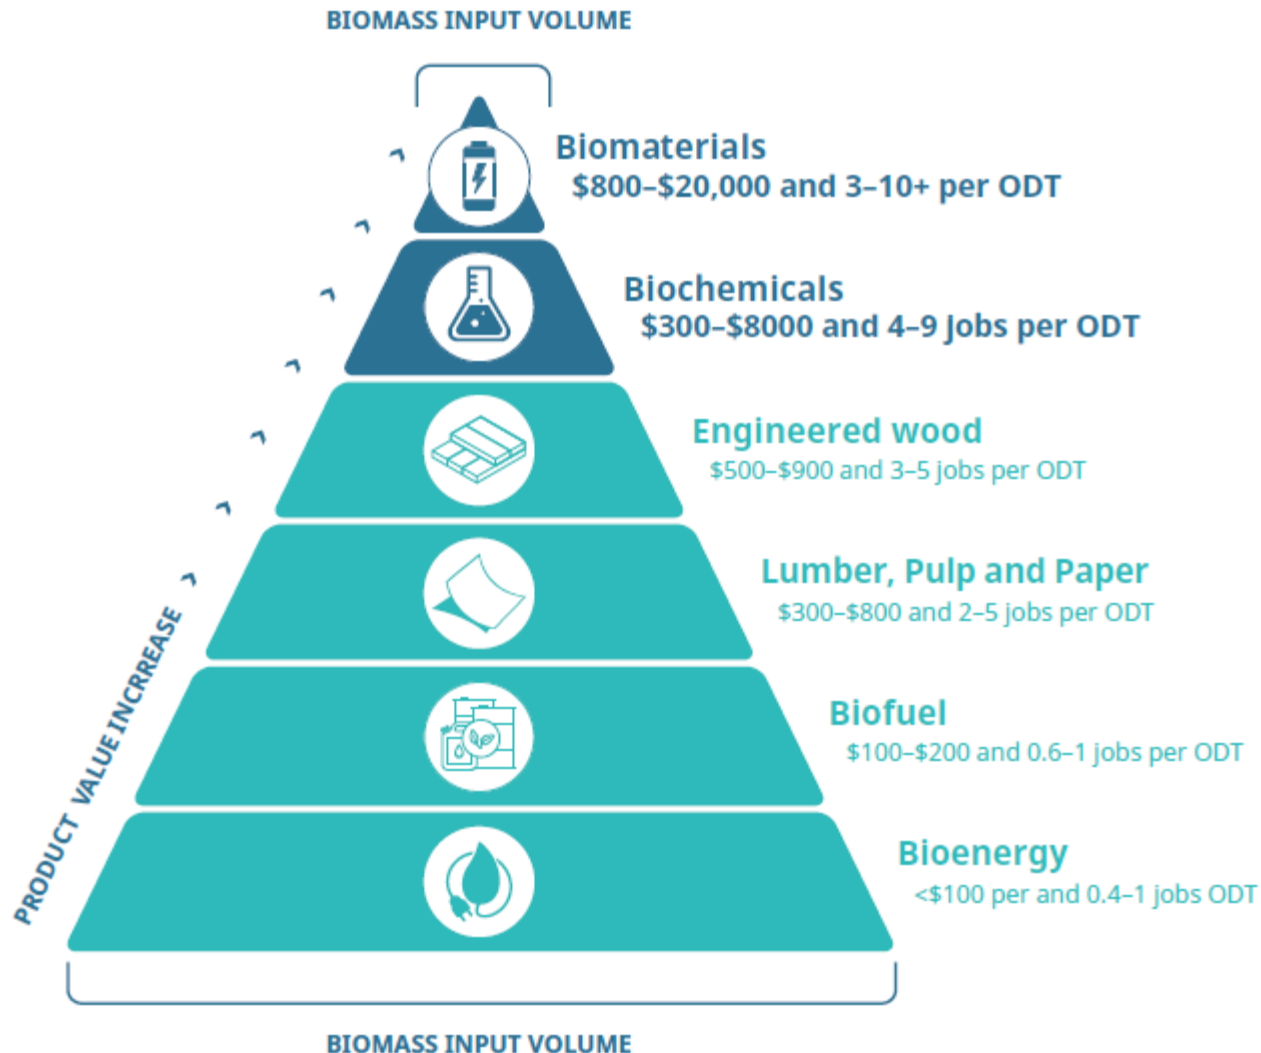 BIOMASS INPUT VOLUME
Biomaterials
$800–$20,000 and 3–10+ per ODT
Biochemicals
$300–$8000 and 4–9 Jobs per ODT
Engineered wood
$500–$900 and 3–5 jobs per ODT
Lumber, Pulp and Paper
$300–$800 and 2–5 jobs per ODT
Biofuel
$100–$200 and 0.6–1 jobs per ODT
Bioenergy
<$100 per and 0.4–1 jobs ODT
PRODUCT VALUE INCRREASE
BIOMASS INPUT VOLUME